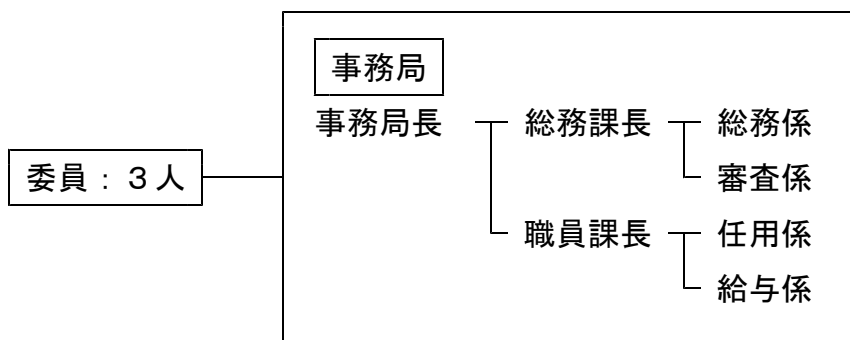 事務局
事務局長 総務課長 総務係
委員：３人 審査係
職員課長 任用係
給与係